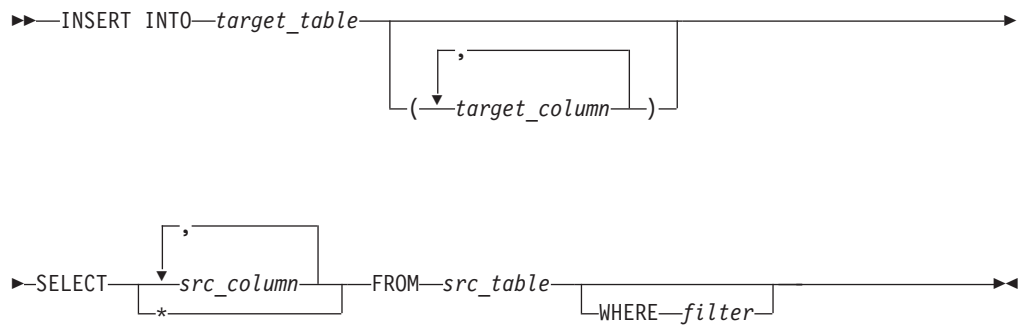 INSERT INTO target_table
,
( target_column )
,
SELECT src_column FROM src_table
* WHERE filter